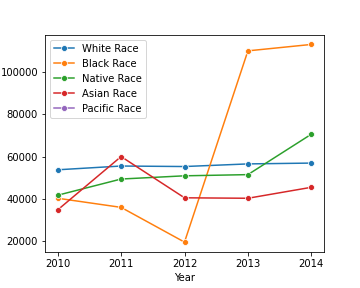 White Race
Black Race
Native Race
Asian Race
Pacific Race
100000
80000
60000
40000
20000
2010 2011 2012 2013 2014
Year